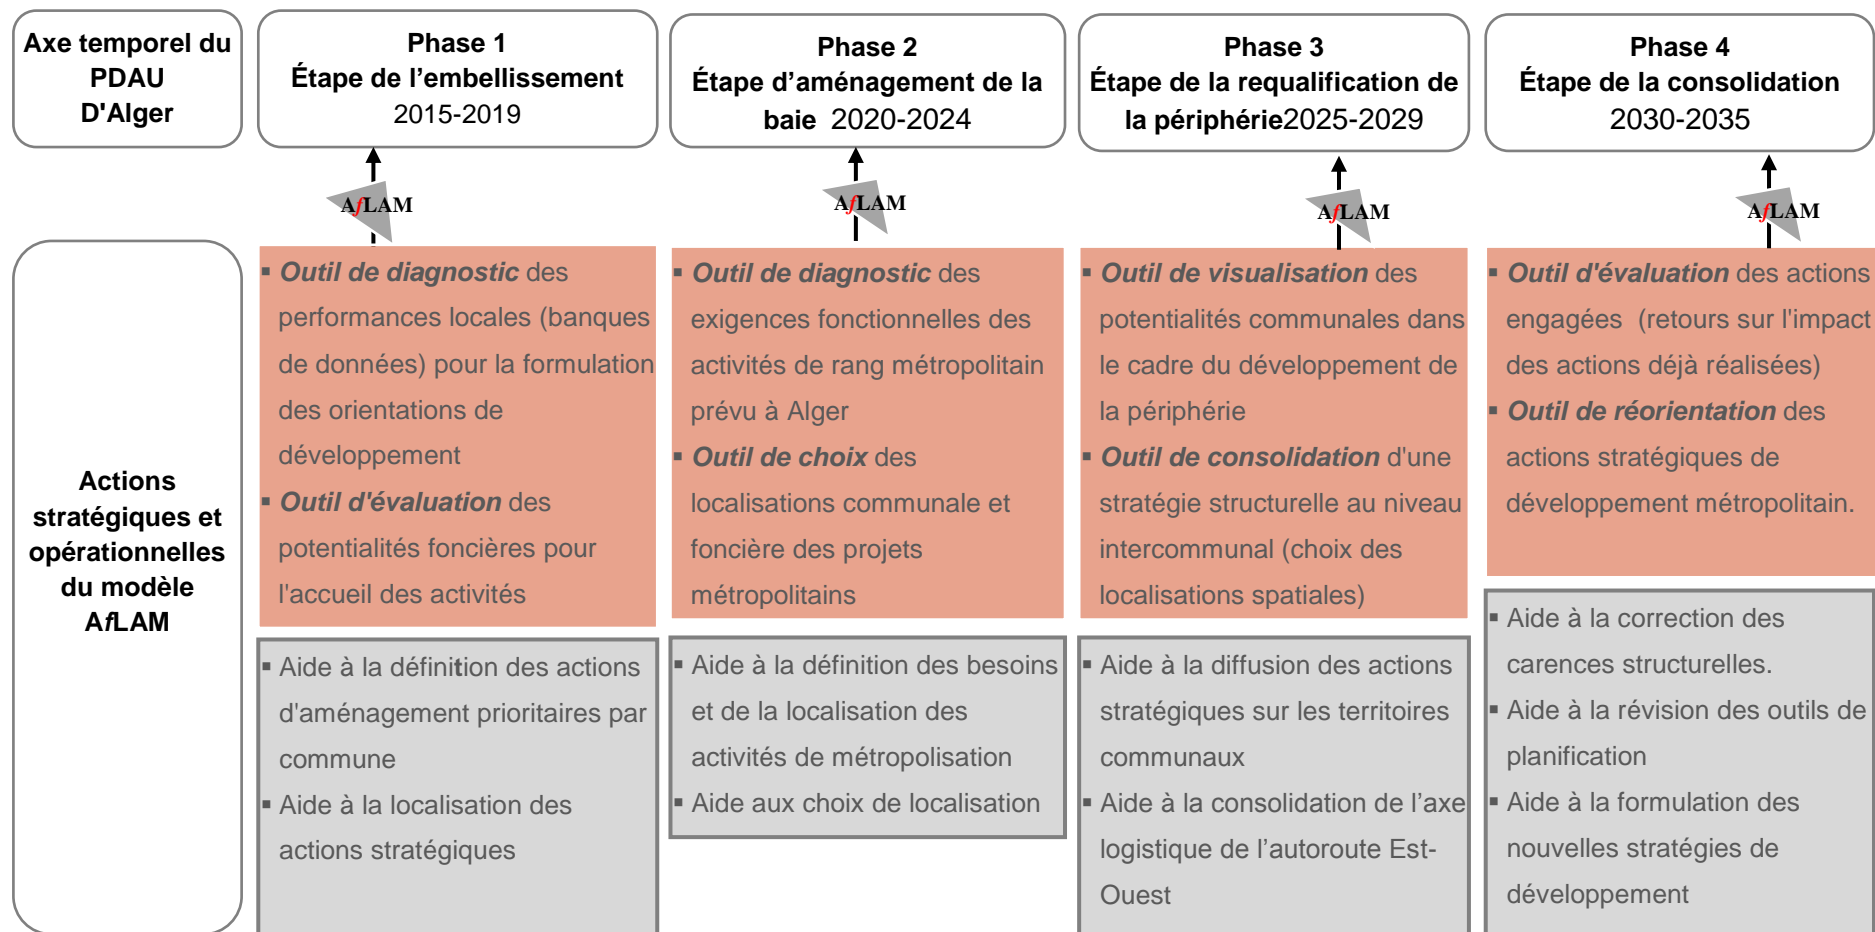 Axe temporel du
PDAU
D'Alger
Phase 1
Étape de l’embellissement
2015-2019
Phase 2
Étape d’aménagement de la
baie 2020-2024
Phase 3
Étape de la requalification de
la périphérie2025-2029
Phase 4
Étape de la consolidation
2030-2035
AfLAM
AfLAM
AfLAM
AfLAM
Actions
stratégiques et
opérationnelles
du modèle
AfLAM
▪ Outil de diagnostic des
performances locales (banques
de données) pour la formulation
des orientations de
développement
▪ Outil d'évaluation des
potentialités foncières pour
l'accueil des activités
▪ Aide à la définition des actions
d'aménagement prioritaires par
commune
▪ Aide à la localisation des
actions stratégiques
▪ Outil de diagnostic des
exigences fonctionnelles des
activités de rang métropolitain
prévu à Alger
▪ Outil de choix des
localisations communale et
foncière des projets
métropolitains
▪ Aide à la définition des besoins
et de la localisation des
activités de métropolisation
▪ Aide aux choix de localisation
▪ Outil de visualisation des
potentialités communales dans
le cadre du développement de
la périphérie
▪ Outil de consolidation d'une
stratégie structurelle au niveau
intercommunal (choix des
localisations spatiales)
▪ Aide à la diffusion des actions
stratégiques sur les territoires
communaux
▪ Aide à la consolidation de l’axe
logistique de l’autoroute Est-
Ouest
▪ Outil d'évaluation des actions
engagées (retours sur l'impact
des actions déjà réalisées)
▪ Outil de réorientation des
actions stratégiques de
développement métropolitain.
▪ Aide à la correction des
carences structurelles.
▪ Aide à la révision des outils de
planification
▪ Aide à la formulation des
nouvelles stratégies de
développement